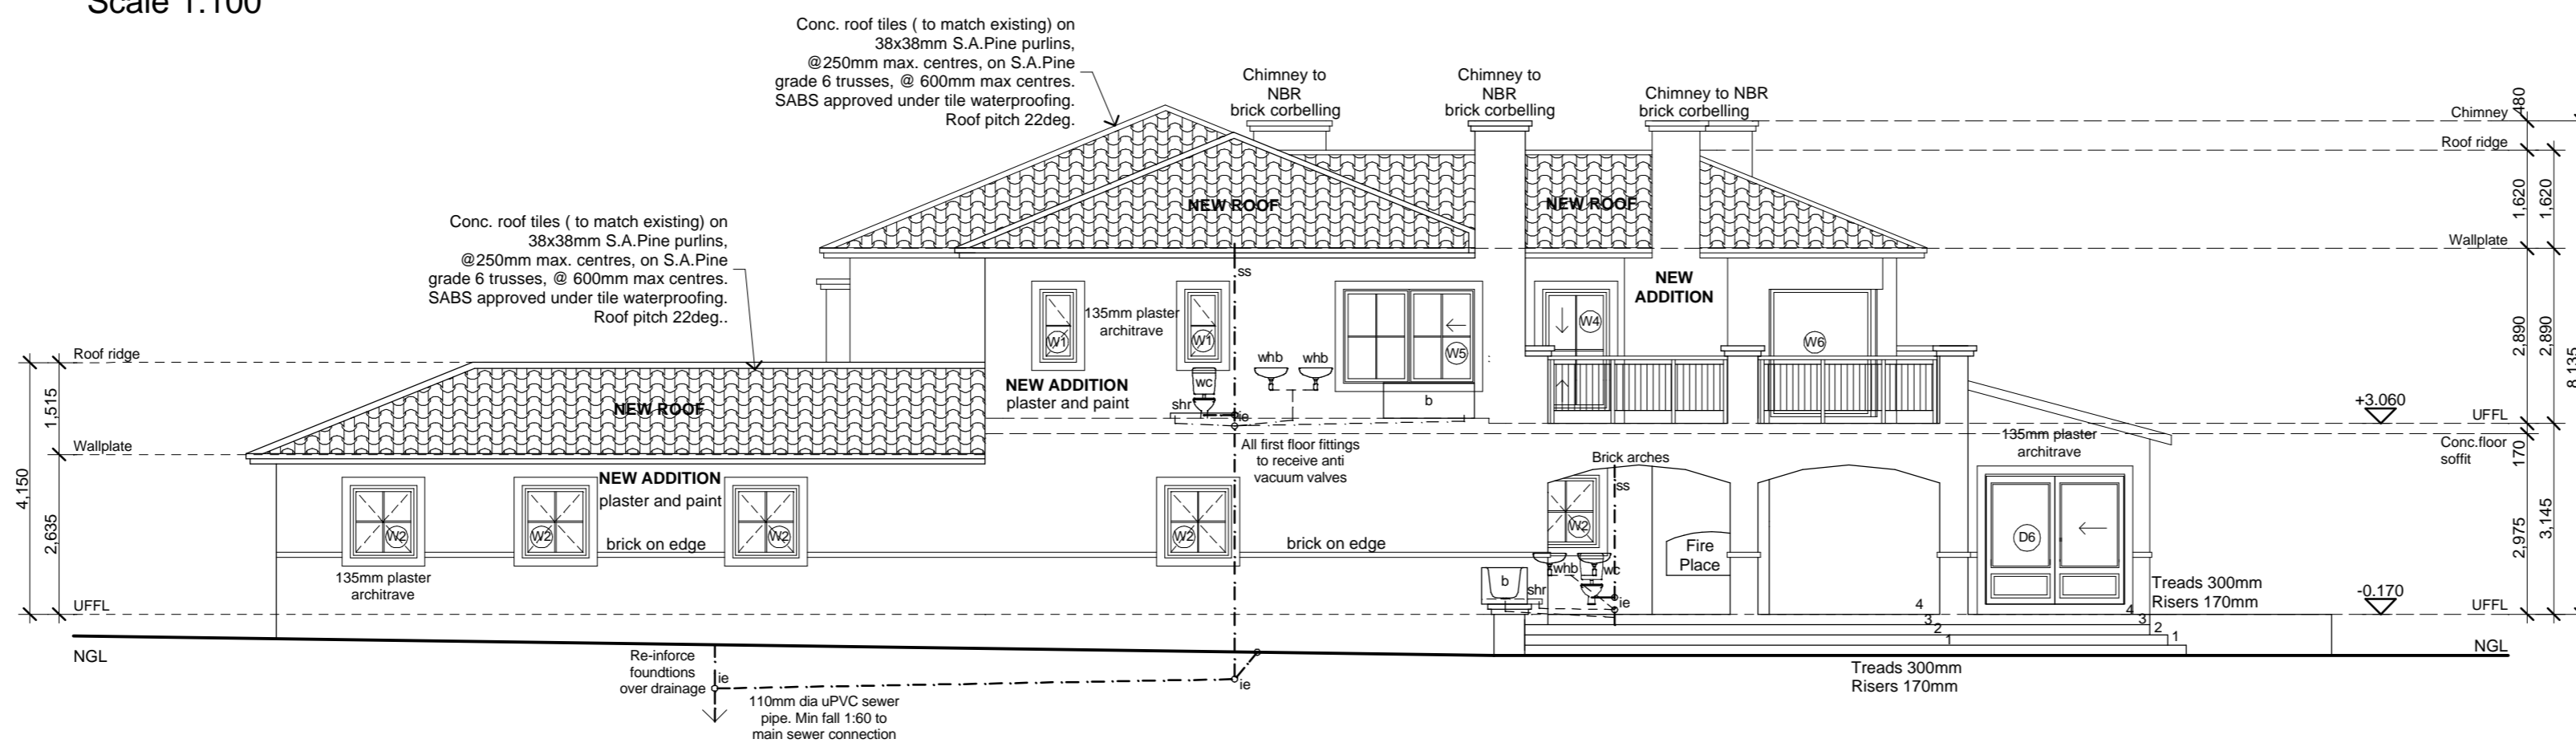 Scale 1:100
Conc. roof tiles ( to match existing) on
38x38mm S.A.Pine purlins,
@250mm max. centres, on S.A.Pine
grade 6 trusses, @ 600mm max centres.
SABS approved under tile waterproofing.
Roof pitch 22deg.
Chimney to
NBR
brick corbelling
Chimney to
NBR
brick corbelling
Chimney to NBR
brick corbelling
Chimney
480
Roof ridge
1,620
1,620
Wallplate
NEW ROOF
NEW ROOF
Conc. roof tiles ( to match existing) on
38x38mm S.A.Pine purlins,
@250mm max. centres, on S.A.Pine
grade 6 trusses, @ 600mm max centres.
SABS approved under tile waterproofing.
Roof pitch 22deg..
ss
NEW
ADDITION
135mm plaster
architrave
W1
W1
W5
W4
W6
2,890
2,890
8,135
Roof ridge
1,515
Wallplate
4,150
2,635
UFFL
NEW ROOF
NEW ADDITION
plaster and paint
wc
shr
ie
whb
whb
b
:
+3.060
UFFL
Conc.floor
soffit
170
All first floor fittings
to receive anti
vacuum valves
Brick arches
ss
135mm plaster
architrave
NEW ADDITION
plaster and paint
W2
W2
W2
W2
W2
brick on edge
brick on edge
135mm plaster
architrave
Fire
Place
D6
b
shr
whb
wc
ie
2,975
3,145
Treads 300mm
Risers 170mm
-0.170
UFFL
4
3
2
1
4
3
2
1
NGL
NGL
Re-inforce
foundtions
over drainage
ie
ie
110mm dia uPVC sewer
pipe. Min fall 1:60 to
main sewer connection
Treads 300mm
Risers 170mm